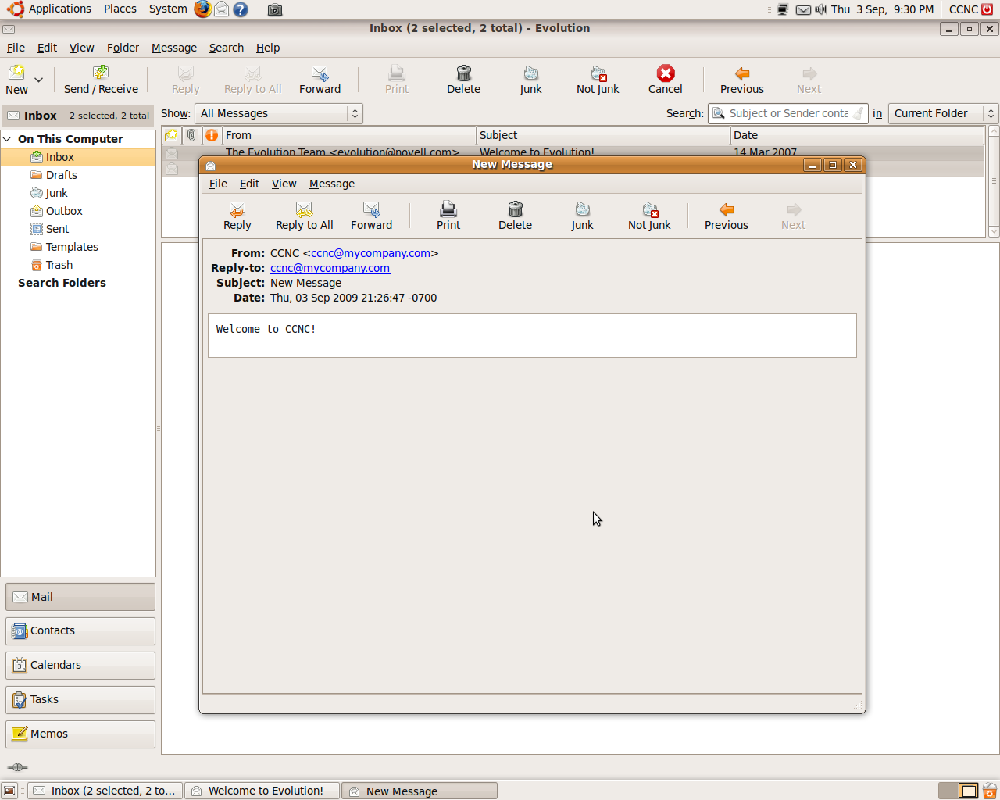 Applications Places System Thu 3 Sep, 9:30 PM CCNC
Inbox (2 selected, 2 total) - Evolution
File Edit View Folder Message Search Help
New Send / Receive Reply Reply to All Forward Print Delete Junk Not Junk Cancel Previous Next
Inbox 2 selected, 2 total Show: All Messages Search: Subject or Sender conta in Current Folder
From Subject Date
The Evolution Team <evolution@novell.com> Welcome to Evolution! 14 Mar 2007
On This Computer
Inbox
Drafts
Junk
Outbox
Sent
Templates
Trash
Search Folders
New Message
File Edit View Message
Reply Reply to All Forward Print Delete Junk Not Junk Previous Next
From: CCNC <ccnc@mycompany.com>
Reply-to: ccnc@mycompany.com
Subject: New Message
Date: Thu, 03 Sep 2009 21:26:47 -0700
Welcome to CCNC!
Mail
Contacts
3
Calendars
Tasks
Memos
Inbox (2 selected, 2 to... Welcome to Evolution! New Message